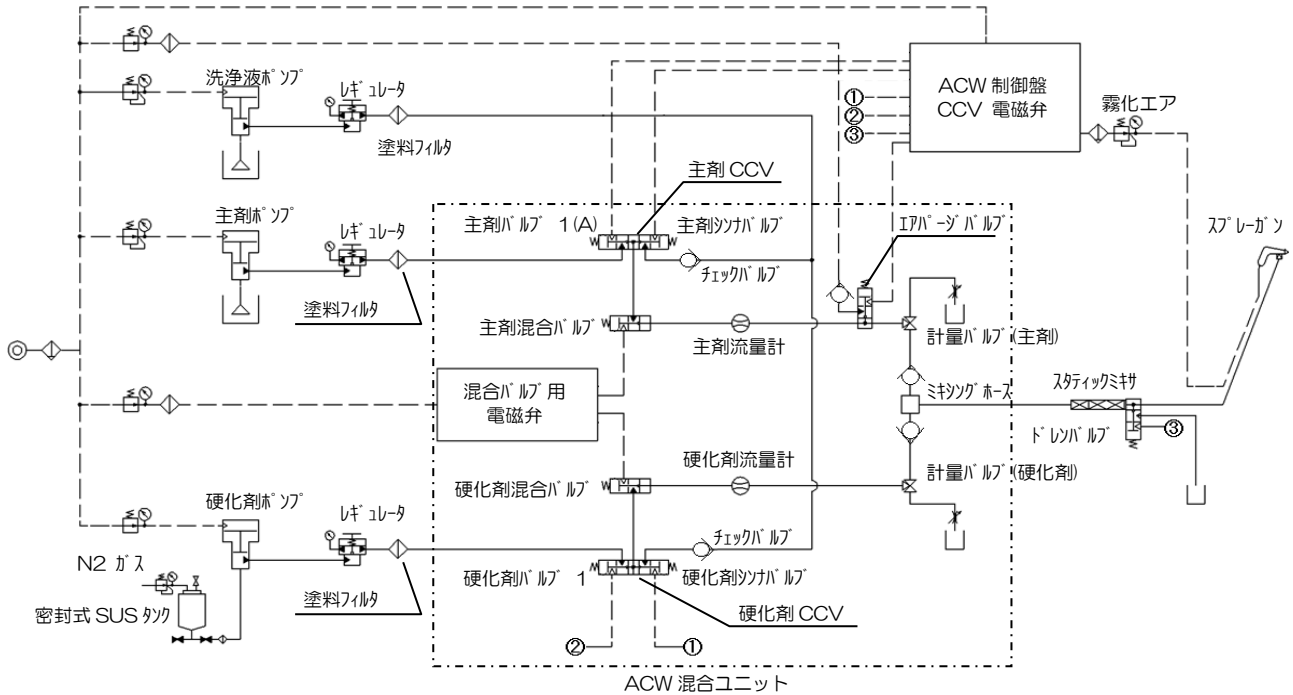 洗浄液ポンプ
レギュレータ
塗料フィルタ
ACW 制御盤
CCV 電磁弁
①
②
③
霧化エア
主剤 CCV
主剤ポンプ
レギュレータ
塗料フィルタ
主剤バルブ 1(A)
主剤シンナバルブ
エアパージバルブ
チェックバルブ
スプレーガン
主剤混合バルブ
主剤流量計
計量バルブ(主剤)
混合バルブ用
電磁弁
ミキシングホース
スタティックミキサ
ドレンバルブ
③
硬化剤流量計
硬化剤混合バルブ
計量バルブ(硬化剤)
硬化剤ポンプ
レギュレータ
塗料フィルタ
チェックバルブ
N2 ガス
密封式 SUS タンク
硬化剤バルブ 1
硬化剤シンナバルブ
硬化剤 CCV
②
①
ACW 混合ユニット